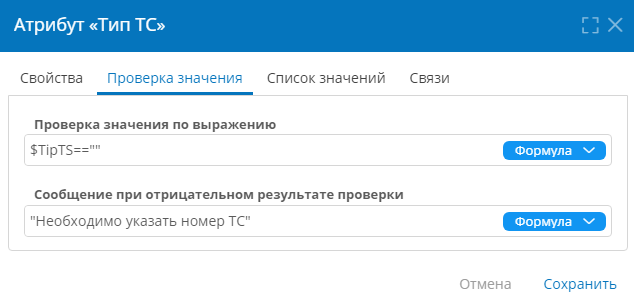 Атрибут «Тип ТС»
Свойства Проверка значения Список значений Связи
Проверка значения по выражению
$TipTS=="" Формула
Сообщение при отрицательном результате проверки
"Необходимо указать номер ТС" Формула
Отмена Сохранить